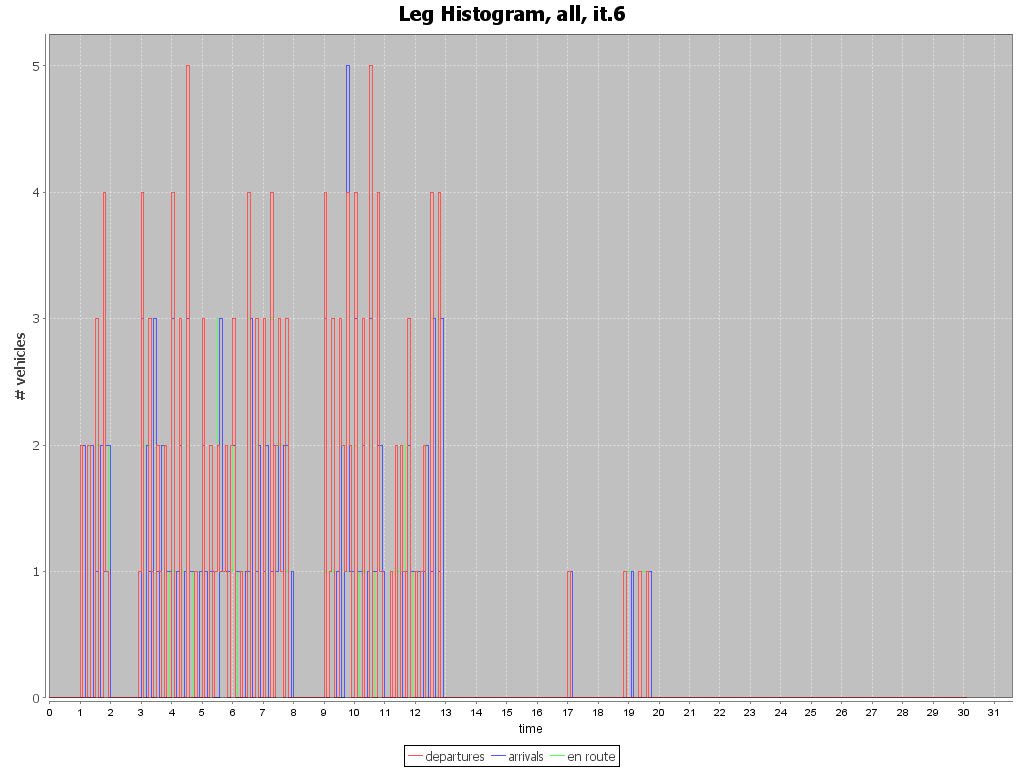 Leg Histogram, all, it.6
# vehicles
5
4
3
2
1
0
0 1 2 3 4 5 6 7 8 9 10 11 12 13 14 15 16 17 18 19 20 21 22 23 24 25 26 27 28 29 30 31
time
departures arrivals en route